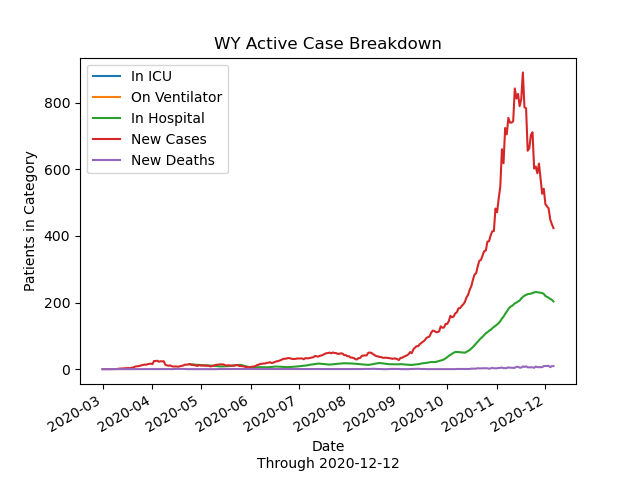 WY Active Case Breakdown
In ICU
On Ventilator
In Hospital
New Cases
New Deaths
Patients in Category
800
600
400
200
0
2020-03
2020-04
2020-05
2020-06
2020-07
2020-08
2020-09
2020-10
2020-11
2020-12
Date
Through 2020-12-12